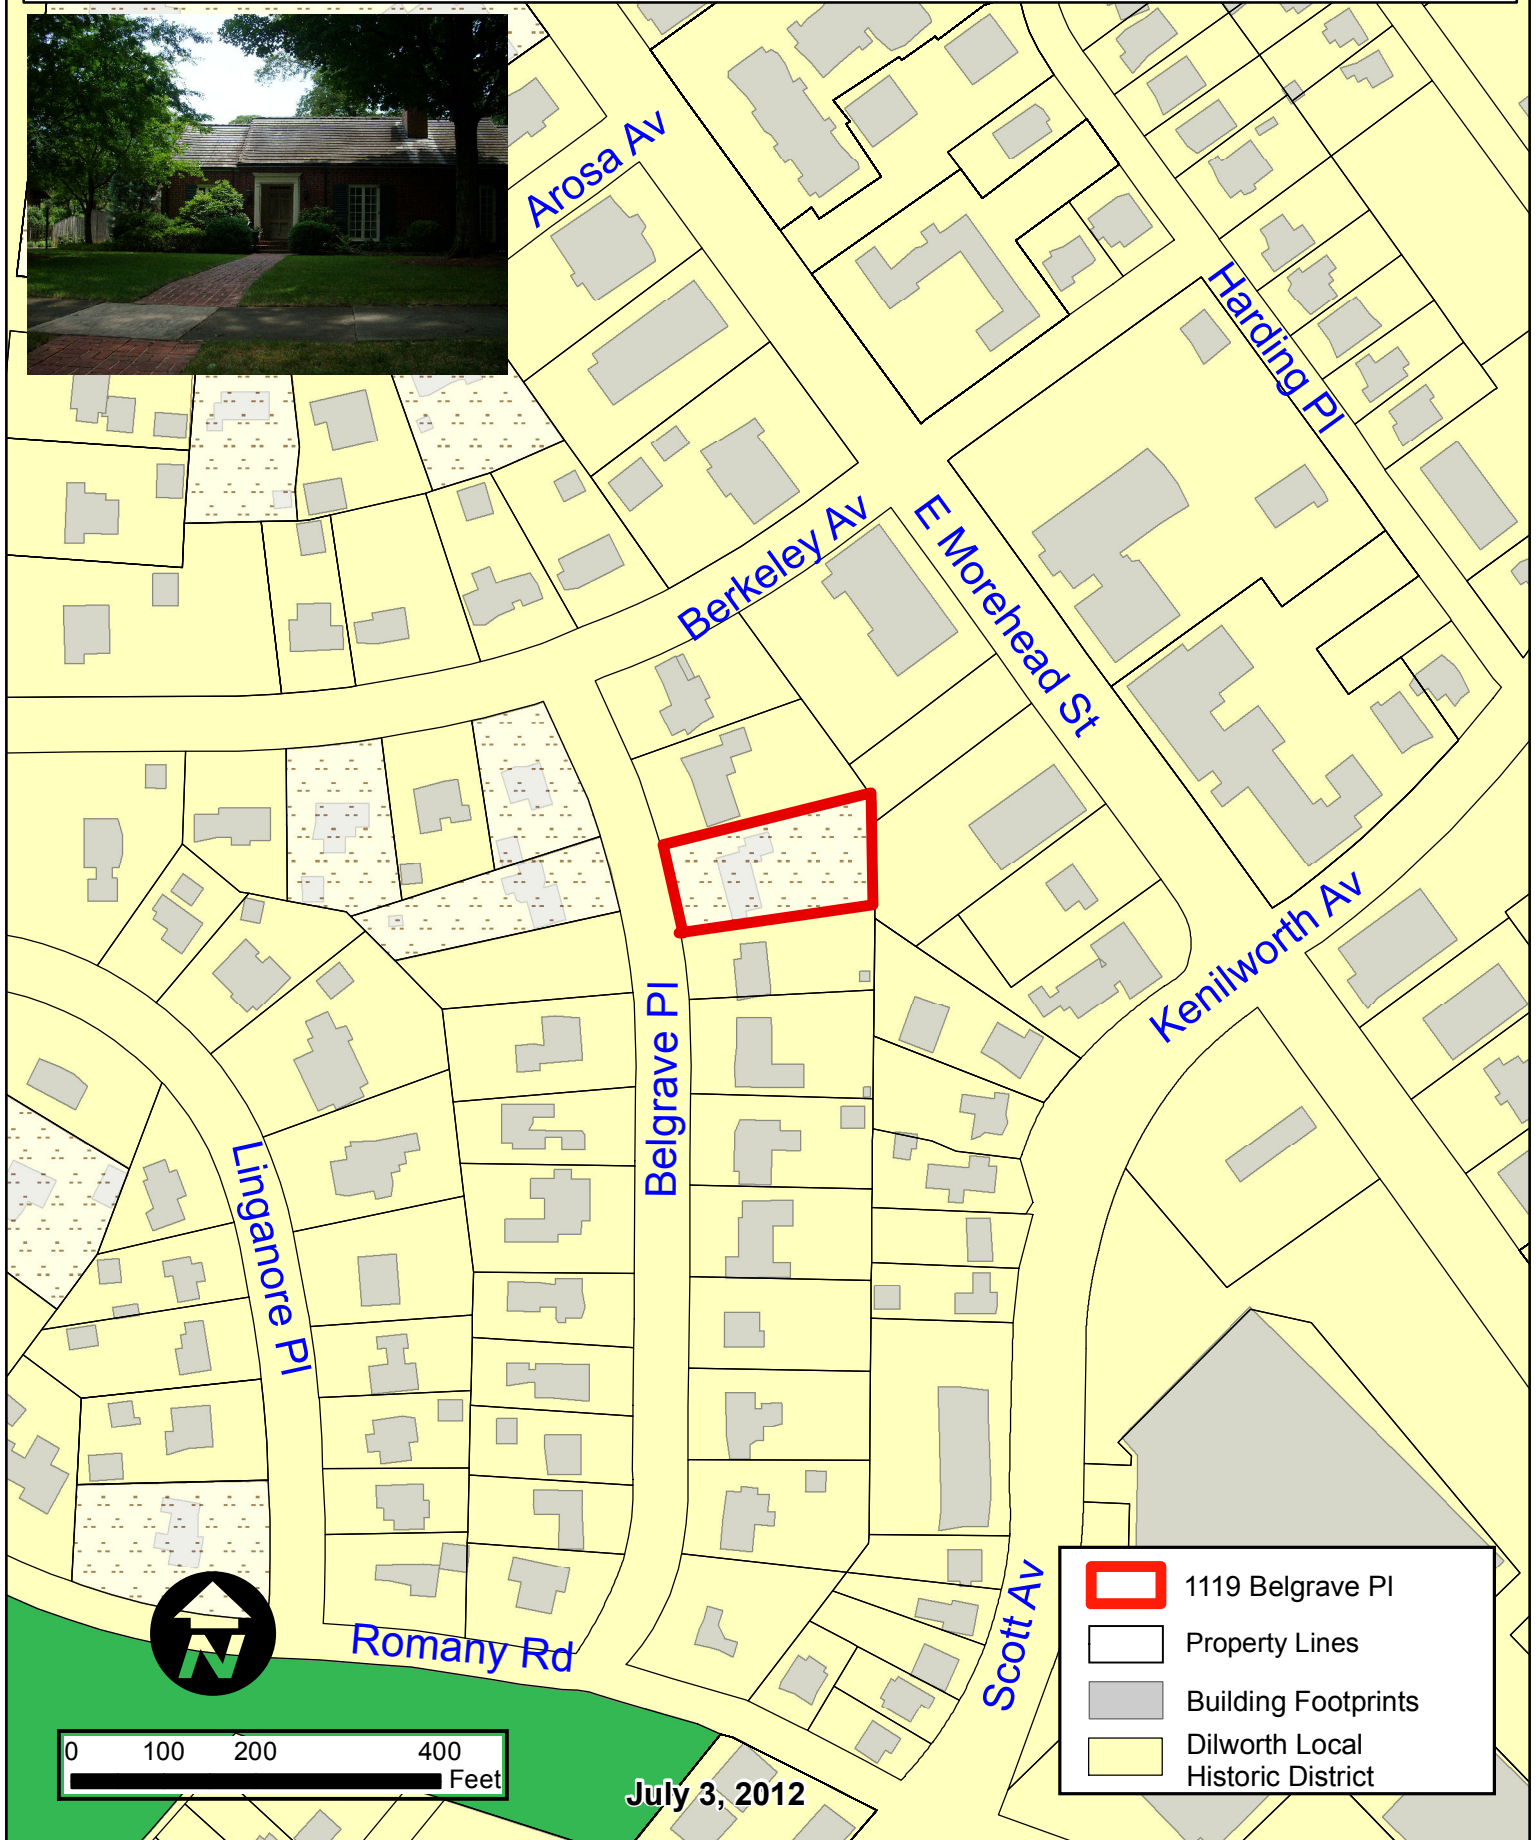 Arosa Av
Harding Pl
Berkeley Av
E Morehead St
Kenilworth Av
Belgrave Pl
Linganore Pl
Romany Rd
Scott Av
N
0 100 200 400
Feet
July 3, 2012
1119 Belgrave Pl
Property Lines
Building Footprints
Dilworth Local
Historic District